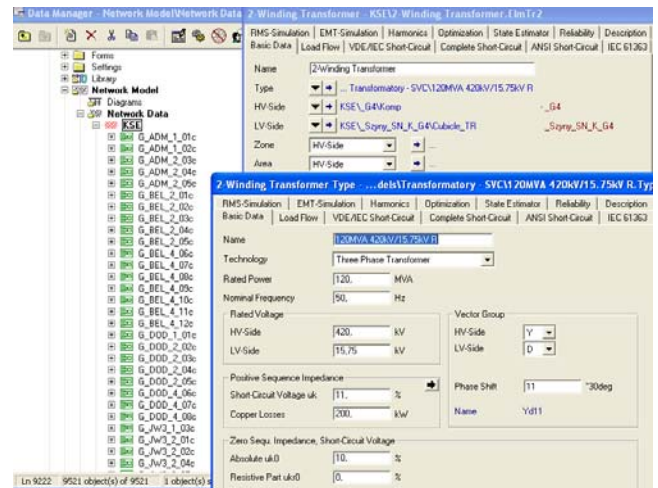 Data Manager - Network Model\Network Data
Forms
Settings
Library
Network Model
Diagrams
Network Data
KSE
G_ADM_1_01c
G_ADM_1_02c
G_ADM_2_03c
G_ADM_2_04c
G_ADM_2_05c
G_BEL_2_01c
G_BEL_2_02c
G_BEL_2_03c
G_BEL_2_04c
G_BEL_2_05c
G_BEL_4_06c
G_BEL_4_07c
G_BEL_4_08c
G_BEL_4_09c
G_BEL_4_10c
G_BEL_4_11c
G_BEL_4_12c
G_DOD_1_01c
G_DOD_2_02c
G_DOD_2_03c
G_DOD_2_04c
G_DOD_2_05c
G_DOD_4_06c
G_DOD_4_07c
G_DOD_4_08c
G_JW3_1_03c
G_JW3_2_01c
G_JW3_2_02c
G_JW3_2_04c
Ln 9222 9521 object(s) of 9521 1 object(s) s
2-Winding Transformer - KSE\2-Winding Transformer.ElmTr2
RMS-Simulation EMT-Simulation Harmonics Optimization State Estimator Reliability Description
Basic Data Load Flow VDE/IEC Short-Circuit Complete Short-Circuit ANSI Short-Circuit IEC 61363
Name 2-Winding Transformer
Type ... Transformatory - SVC\120MVA 420kV/15.75kV R
HV-Side KSE\_G4\Komp -_G4
LV-Side KSE\_Szyny_SN_K_G4\Cubicle_TR _Szyny_SN_K_G4
Zone HV-Side ...
Area HV-Side ...
2-Winding Transformer Type - ...dels\Transformatory - SVC\120MVA 420kV/15.75kV R.Typ
RMS-Simulation EMT-Simulation Harmonics Optimization State Estimator Reliability Description
Basic Data Load Flow VDE/IEC Short-Circuit Complete Short-Circuit ANSI Short-Circuit IEC 61363
Name 120MVA 420kV/15.75kV R
Technology Three Phase Transformer
Rated Power 120, MVA
Nominal Frequency 50, Hz
Rated Voltage
HV-Side 420, kV
LV-Side 15,75 kV
Vector Group
HV-Side Y
LV-Side D
Positive Sequence Impedance
Short-Circuit Voltage uk 11, %
Copper Losses 200, kW
Phase Shift 11 *30deg
Name Yd11
Zero Sequ. Impedance, Short-Circuit Voltage
Absolute uk0 10, %
Resistive Part ukr0 0, %